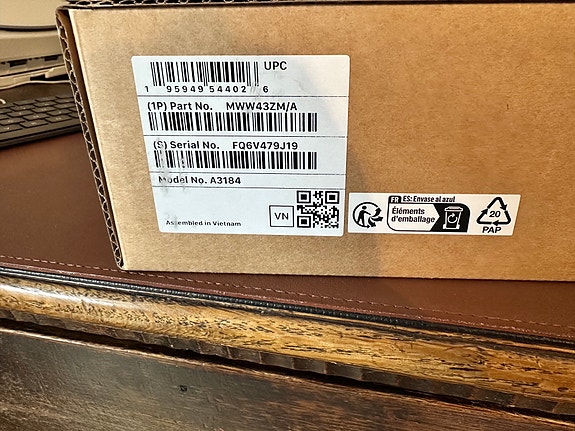 UPC
1 95949 54402 6
(1P) Part No. MWW43ZM/A
(S) Serial No. FQ6V479J19
Model No. A3184
Assembled in Vietnam
VN
FR ES: Envase al azul
Éléments
d'emballage
20
PAP